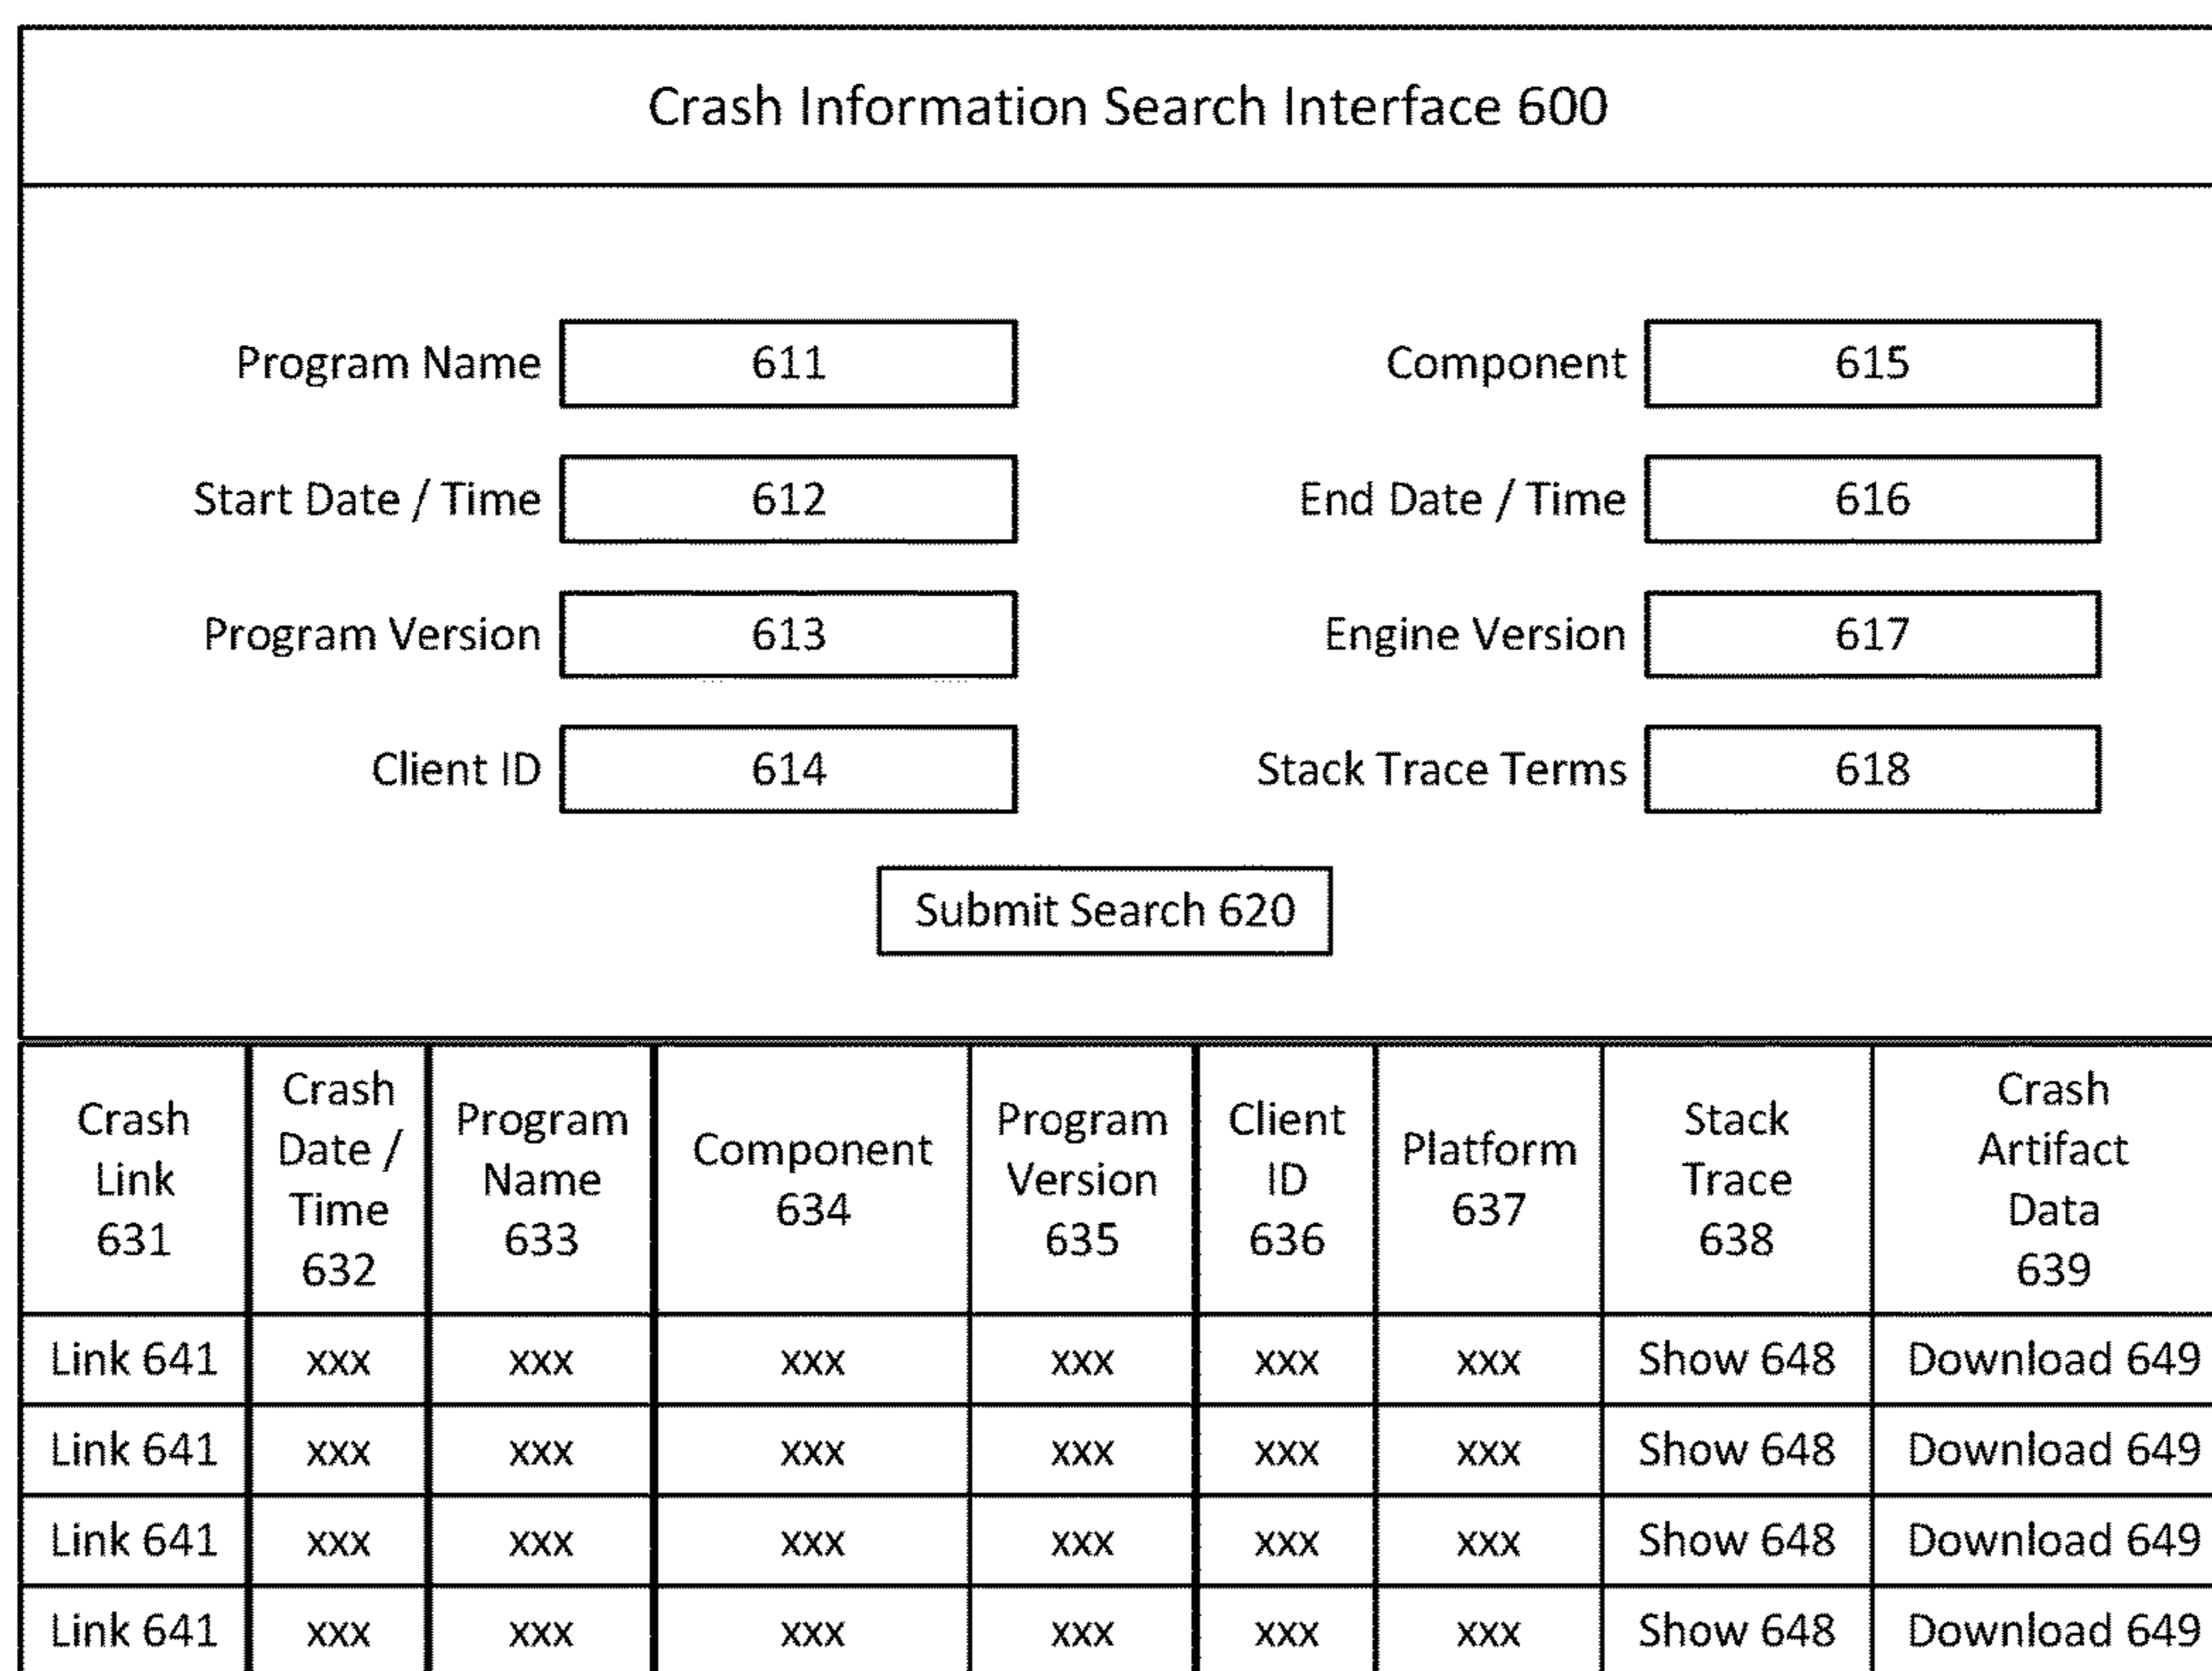 Crash Information Search Interface 600
Program Name 611 Component 615
Start Date / Time 612 End Date / Time 616
Program Version 613 Engine Version 617
Client ID 614 Stack Trace Terms 618
Submit Search 620
Crash Link 631 Crash Date / Time 632 Program Name 633 Component 634 Program Version 635 Client ID 636 Platform 637 Stack Trace 638 Crash Artifact Data 639
Link 641 xxx xxx xxx xxx xxx xxx Show 648 Download 649
Link 641 xxx xxx xxx xxx xxx xxx Show 648 Download 649
Link 641 xxx xxx xxx xxx xxx xxx Show 648 Download 649
Link 641 xxx xxx xxx xxx xxx xxx Show 648 Download 649